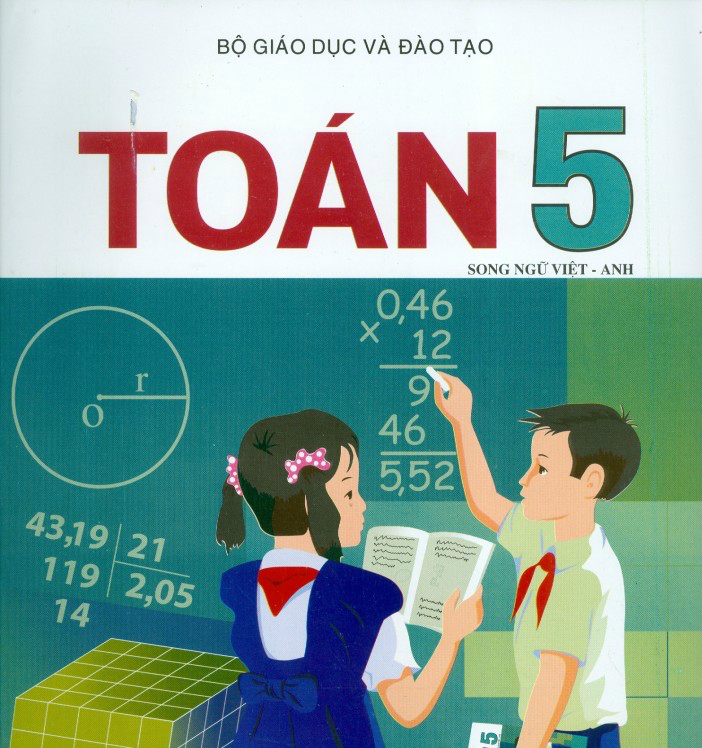 BỘ GIÁO DỤC VÀ ĐÀO TẠO
TOÁN 5
SONG NGỮ VIỆT - ANH
0,46
x
12
9
46
5,52
r
O
43,19 21
119 2,05
14
5